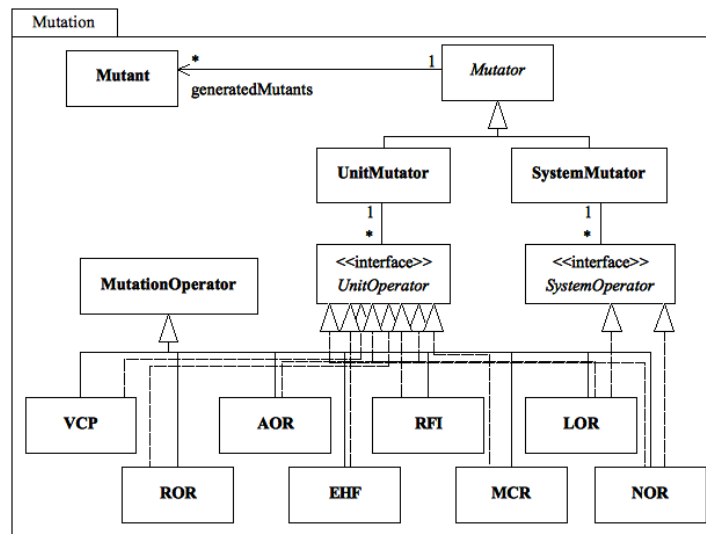 Mutation
Mutant
*
1
Mutator
generatedMutants
UnitMutator
SystemMutator
1
*
1
*
<<interface>>
UnitOperator
<<interface>>
SystemOperator
MutationOperator
VCP
AOR
RFI
LOR
ROR
EHF
MCR
NOR